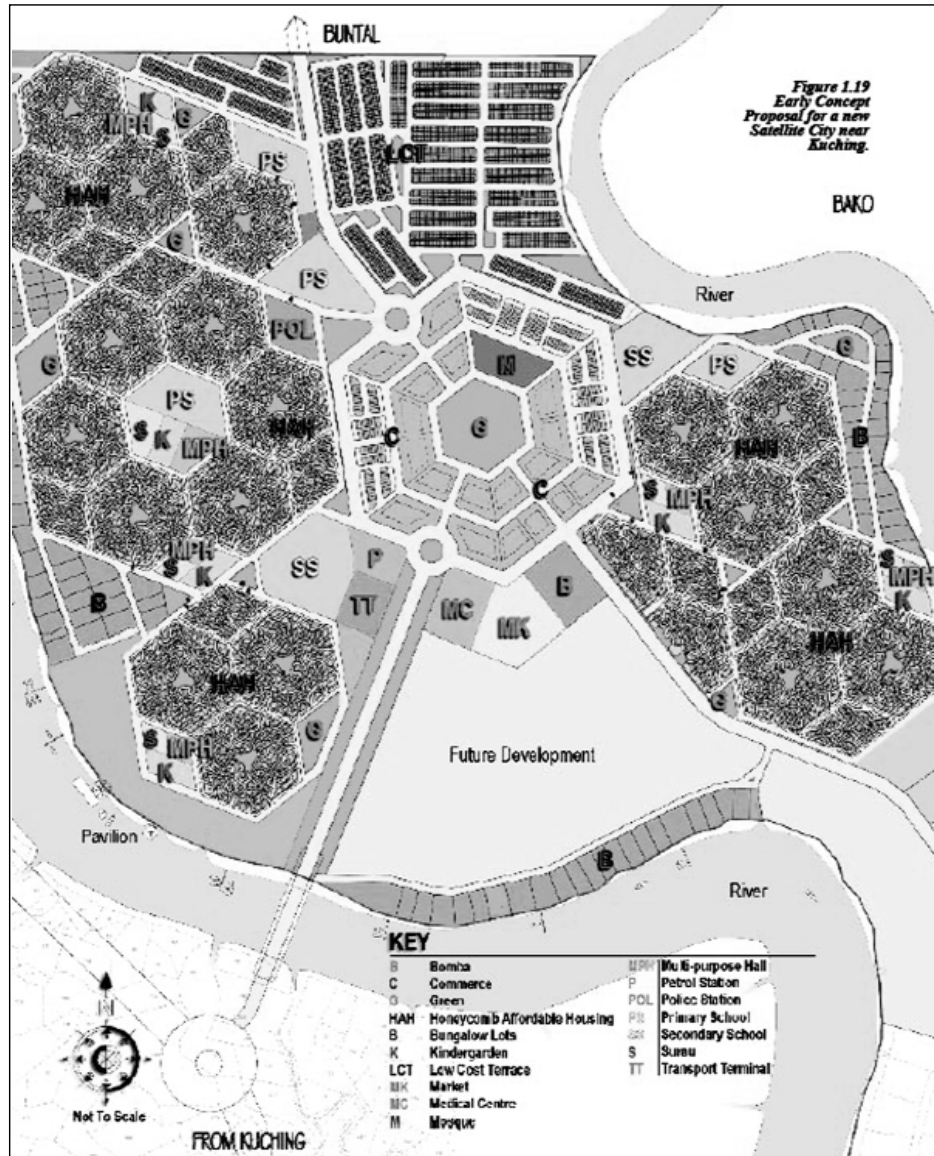 BUNTAL
Figure 1.19
Early Concept
Proposal for a new
Satellite City near
Kuching.
BAKO
River
K
G
MPH
S
PS
LCT
HAH
G
PS
POL
G
M
SS
PS
G
PS
S
K
MPH
HAH
C
G
HAH
B
C
S
MPH
K
MPH
S
K
SS
P
TT
MC
MK
B
S
MPH
K
B
HAH
HAH
G
S
MPH
K
G
Future Development
Pavilion
B
River
KEY
B Bomba
C Commerce
G Green
HAH Honeycomb Affordable Housing
B Bungalow Lots
K Kindergarden
LCT Low Cost Terrace
MK Market
MC Medical Centre
M Mosque
MPH Multi-purpose Hall
P Petrol Station
POL Police Station
PS Primary School
SS Secondary School
S Surau
TT Transport Terminal
N
Not To Scale
FROM KUCHING